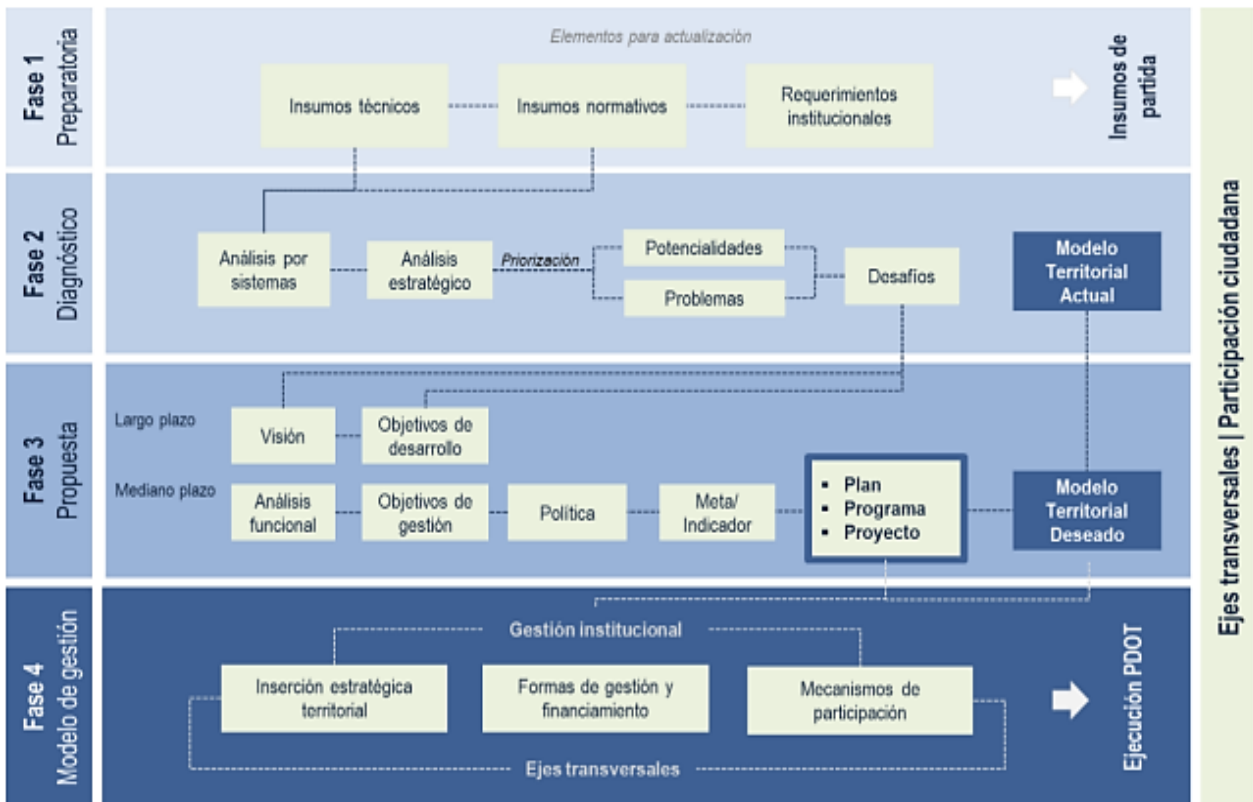 Fase 1
Preparatoria
Elementos para actualización
Insumos técnicos
Insumos normativos
Requerimientos
institucionales
Insumos de
partida
Fase 2
Diagnóstico
Análisis por
sistemas
Análisis
estratégico
Priorización
Potencialidades
Problemas
Desafíos
Modelo
Territorial
Actual
Fase 3
Propuesta
Largo plazo
Visión
Objetivos de
desarrollo
Mediano plazo
Análisis
funcional
Objetivos de
gestión
Política
Meta/
Indicador
▪ Plan
▪ Programa
▪ Proyecto
Modelo
Territorial
Deseado
Fase 4
Modelo de gestión
Gestión institucional
Inserción estratégica
territorial
Formas de gestión y
financiamiento
Mecanismos de
participación
Ejes transversales
Ejecución PDOT
Ejes transversales | Participación ciudadana